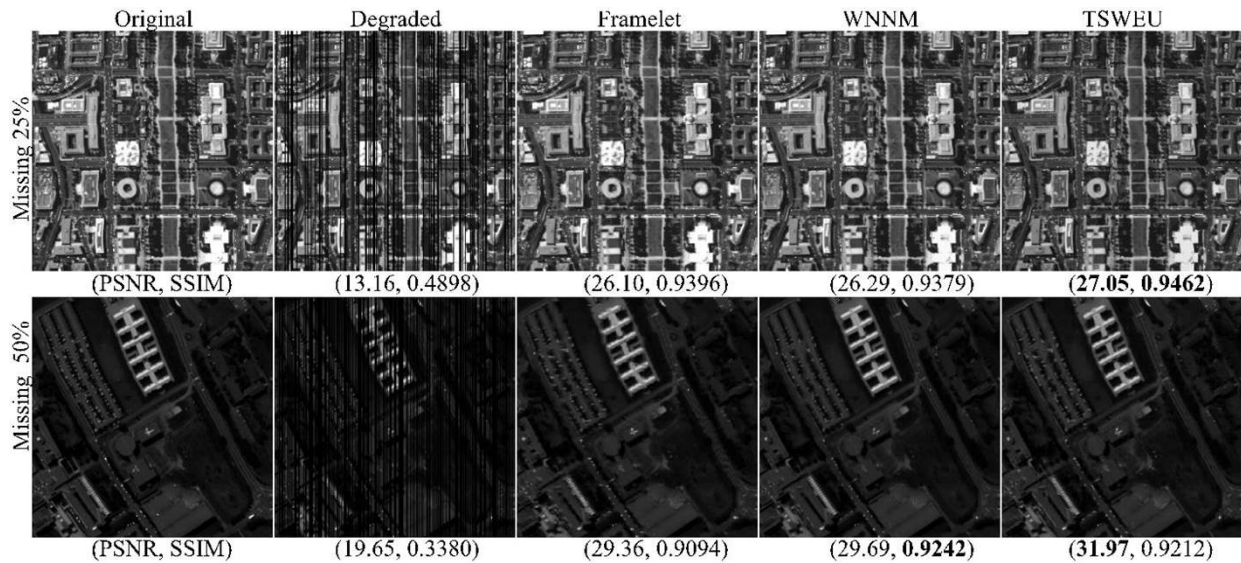 Original Degraded Framelet WNNM TSWEU
Missing 25%
(PSNR, SSIM) (13.16, 0.4898) (26.10, 0.9396) (26.29, 0.9379) (27.05, 0.9462)
Missing 50%
(PSNR, SSIM) (19.65, 0.3380) (29.36, 0.9094) (29.69, 0.9242) (31.97, 0.9212)